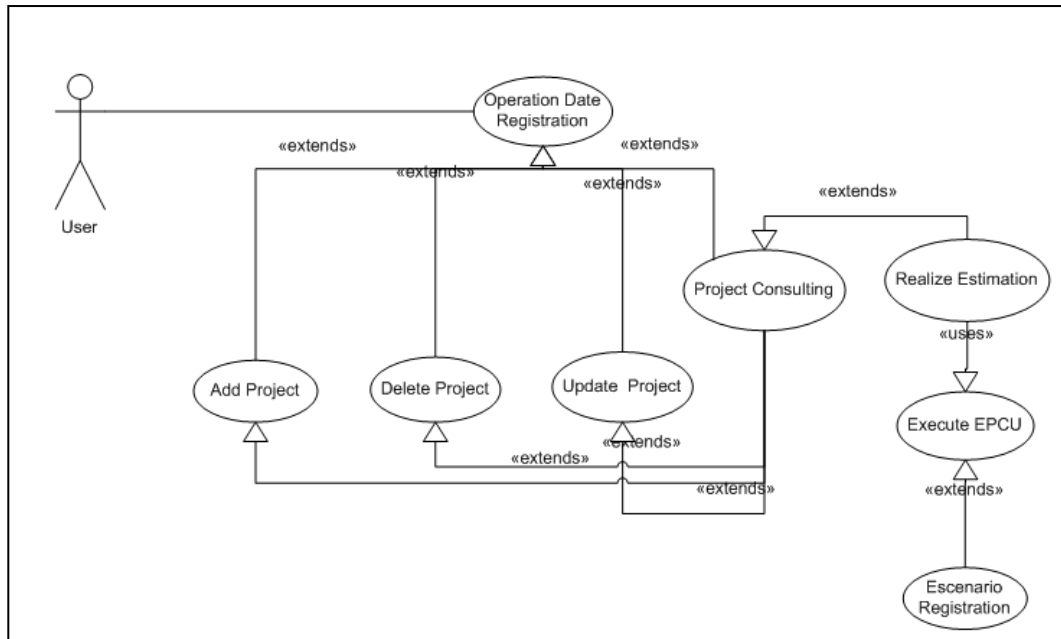 Operation Date
Registration
«extends»
«extends»
«extends»
«extends»
«extends»
User
Project Consulting
Realize Estimation
«uses»
Add Project
Delete Project
Update  Project
Execute EPCU
«extends»
«extends»
«extends»
«extends»
Escenario
Registration